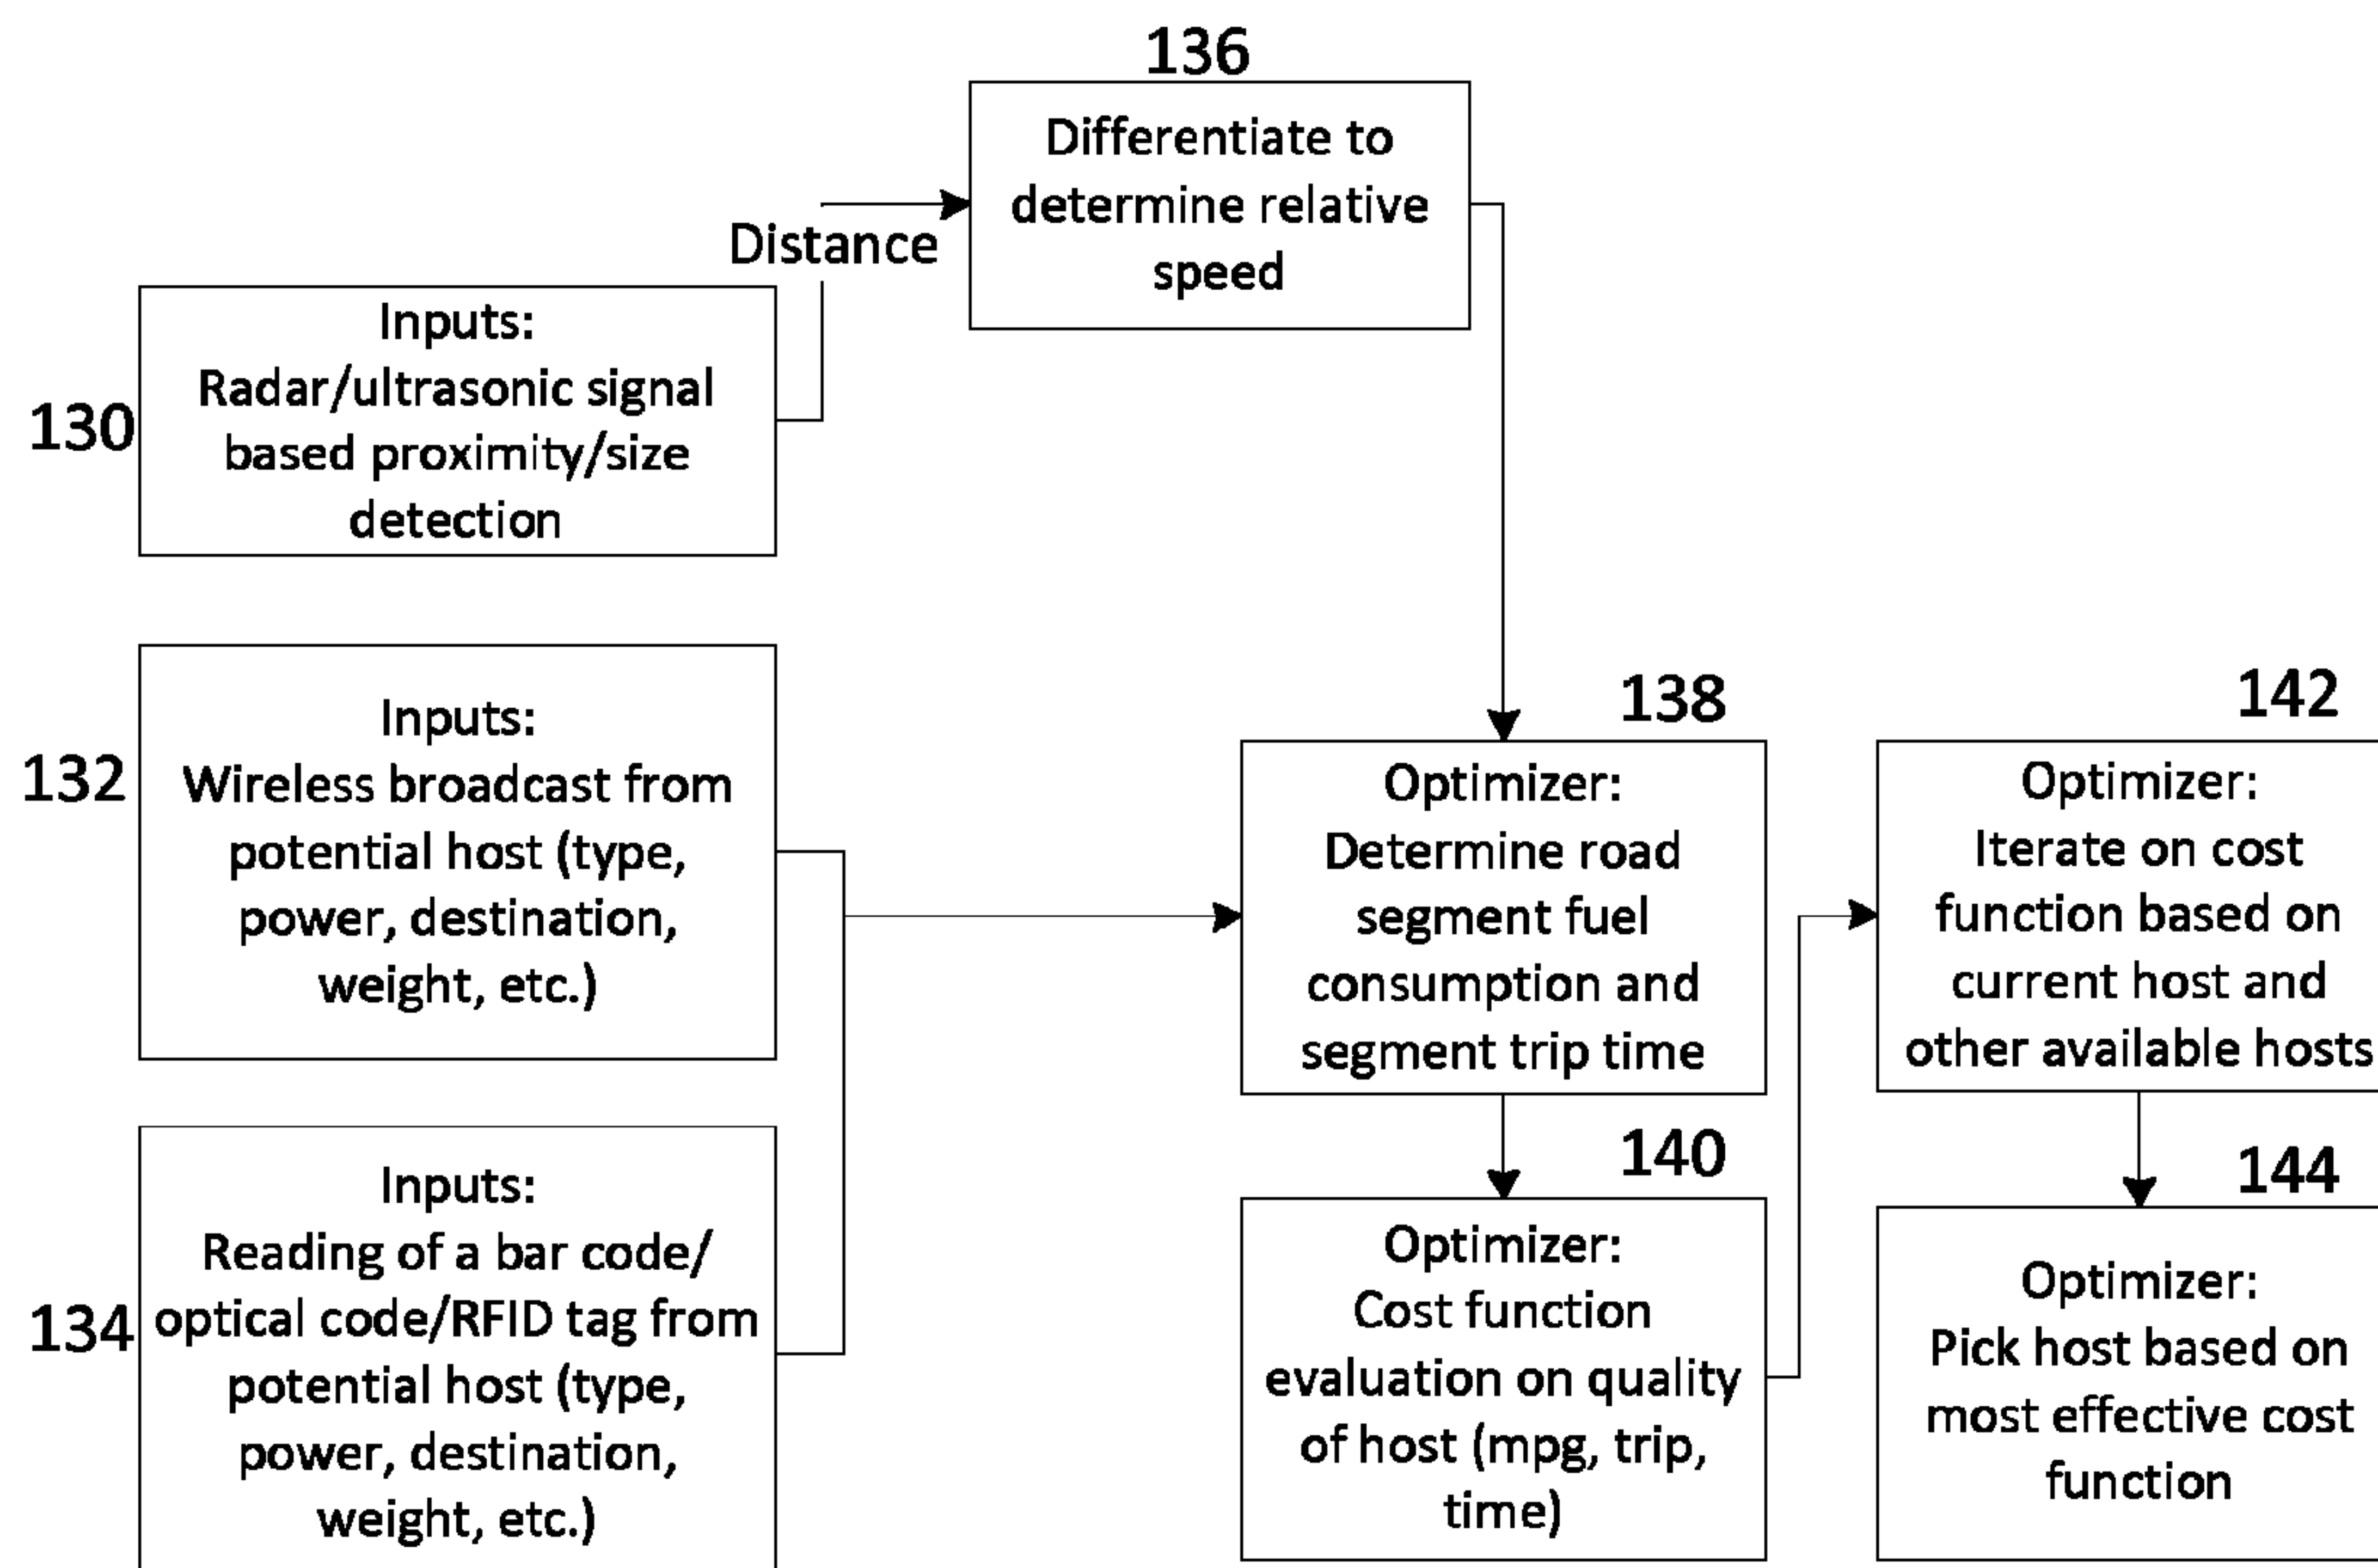 136
Differentiate to
determine relative
speed
Distance
130
Inputs:
Radar/ultrasonic signal
based proximity/size
detection
132
Inputs:
Wireless broadcast from
potential host (type,
power, destination,
weight, etc.)
134
Inputs:
Reading of a bar code/
optical code/RFID tag from
potential host (type,
power, destination,
weight, etc.)
138
Optimizer:
Determine road
segment fuel
consumption and
segment trip time
140
Optimizer:
Cost function
evaluation on quality
of host (mpg, trip,
time)
142
Optimizer:
Iterate on cost
function based on
current host and
other available hosts
144
Optimizer:
Pick host based on
most effective cost
function